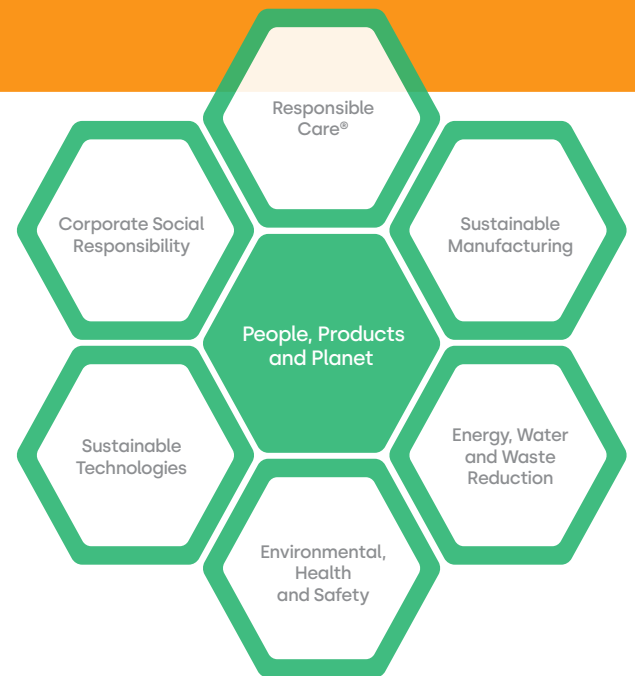 Responsible
Care®
Corporate Social
Responsibility
Sustainable
Manufacturing
People, Products
and Planet
Sustainable
Technologies
Energy, Water
and Waste
Reduction
Environmental,
Health
and Safety